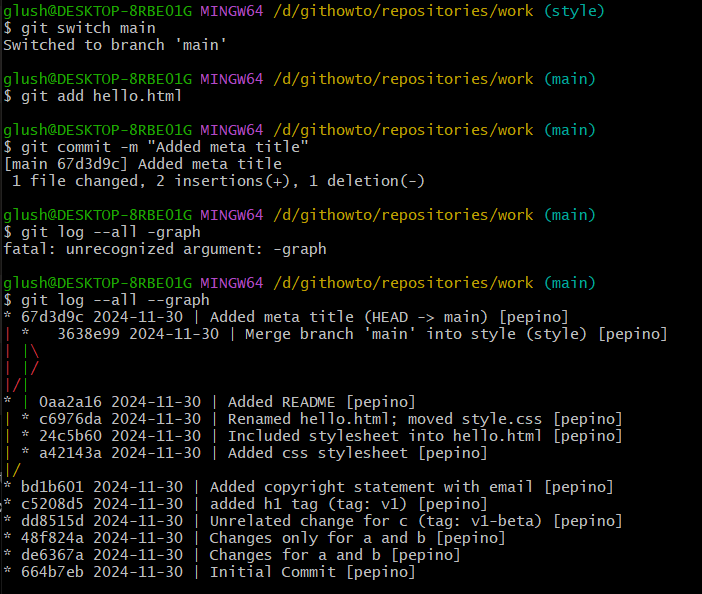 glush@DESKTOP-8RBE01G MINGW64 /d/githowto/repositories/work (style)
$ git switch main
Switched to branch 'main'

glush@DESKTOP-8RBE01G MINGW64 /d/githowto/repositories/work (main)
$ git add hello.html

glush@DESKTOP-8RBE01G MINGW64 /d/githowto/repositories/work (main)
$ git commit -m "Added meta title"
[main 67d3d9c] Added meta title
 1 file changed, 2 insertions(+), 1 deletion(-)

glush@DESKTOP-8RBE01G MINGW64 /d/githowto/repositories/work (main)
$ git log --all -graph
fatal: unrecognized argument: -graph

glush@DESKTOP-8RBE01G MINGW64 /d/githowto/repositories/work (main)
$ git log --all --graph
* 67d3d9c 2024-11-30 | Added meta title (HEAD -> main) [pepino]
| *   3638e99 2024-11-30 | Merge branch 'main' into style (style) [pepino]
| |\
| |/
|/|
* | 0aa2a16 2024-11-30 | Added README [pepino]
| * c6976da 2024-11-30 | Renamed hello.html; moved style.css [pepino]
| * 24c5b60 2024-11-30 | Included stylesheet into hello.html [pepino]
| * a42143a 2024-11-30 | Added css stylesheet [pepino]
|/
* bd1b601 2024-11-30 | Added copyright statement with email [pepino]
* c5208d5 2024-11-30 | added h1 tag (tag: v1) [pepino]
* dd8515d 2024-11-30 | Unrelated change for c (tag: v1-beta) [pepino]
* 48f824a 2024-11-30 | Changes only for a and b [pepino]
* de6367a 2024-11-30 | Changes for a and b [pepino]
* 664b7eb 2024-11-30 | Initial Commit [pepino]